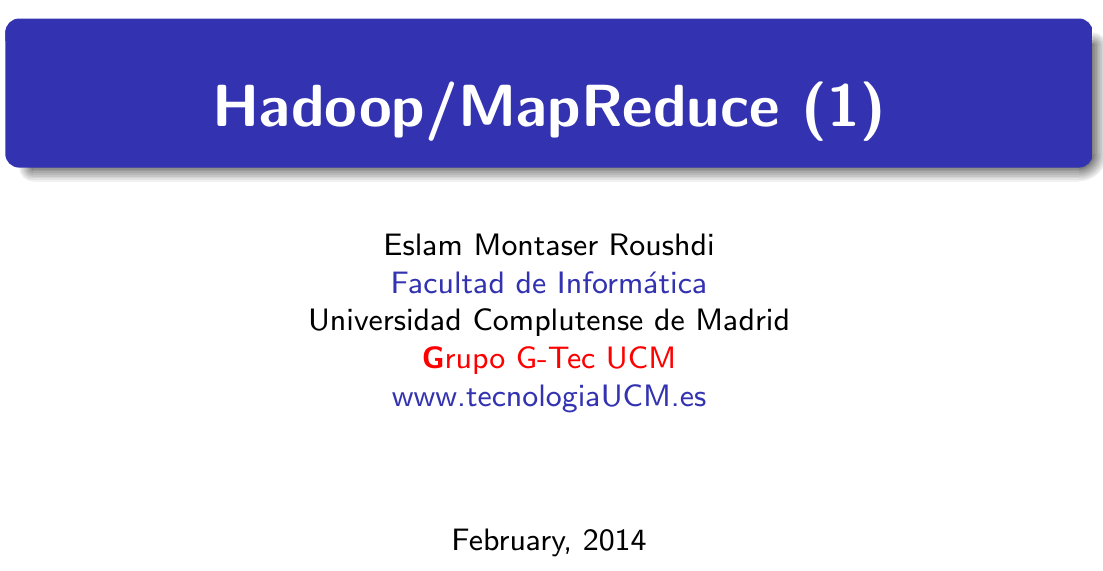 Hadoop/MapReduce (1)
Eslam Montaser Roushdi
Facultad de Informática
Universidad Complutense de Madrid
Grupo G-Tec UCM
www.tecnologiaUCM.es
February, 2014